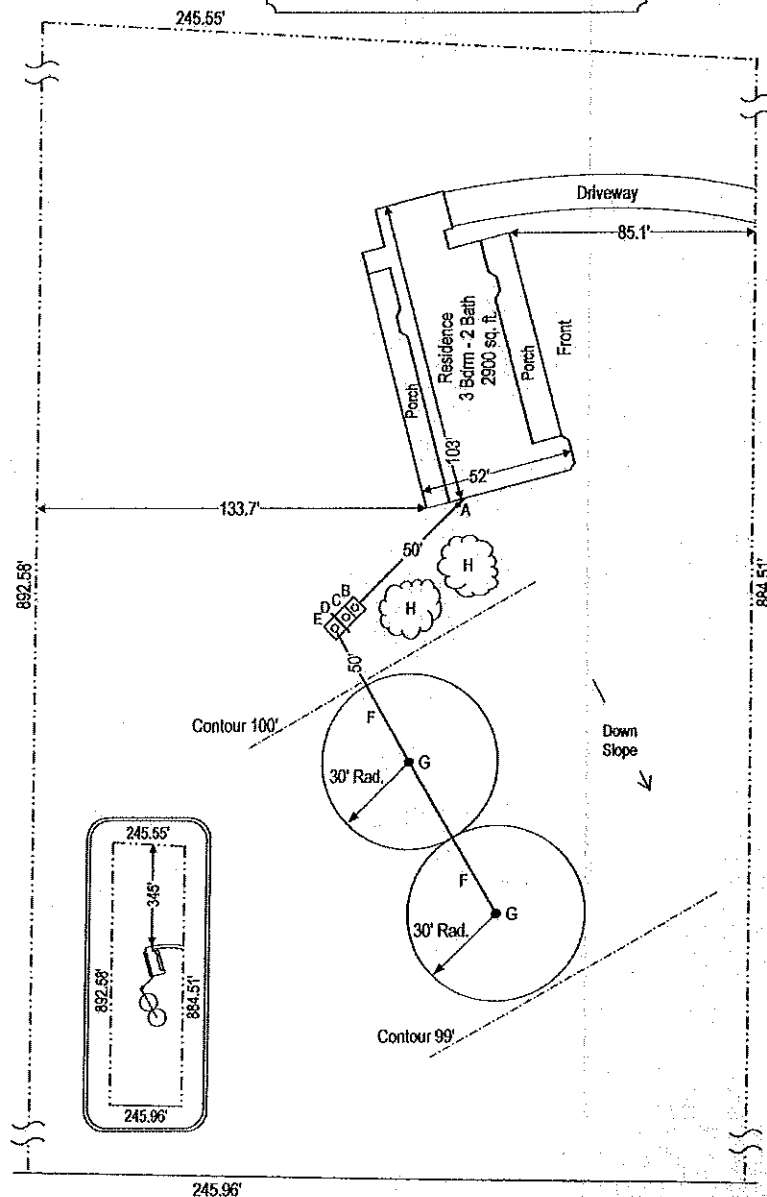 245.55'
Driveway
85.1'
Residence
3 Bdrm - 2 Bath
2900 sq. ft.
Porch
Front
Porch
103'
52'
133.7'
A
50'
H
H
B
C
D
E
50'
892.58'
884.51'
Contour 100'
F
G
30' Rad.
Down
Slope
F
G
30' Rad.
Contour 99'
245.55'
345'
892.58'
884.51'
245.96'
245.96'